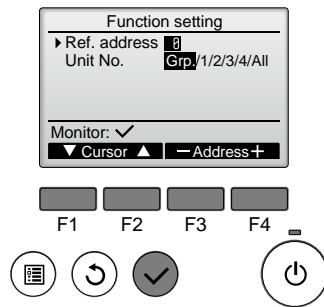 Function setting
Ref. address 0
Unit No. Grp./1/2/3/4/All
Monitor: ✓
▼ Cursor ▲ −Address+
F1 F2 F3 F4